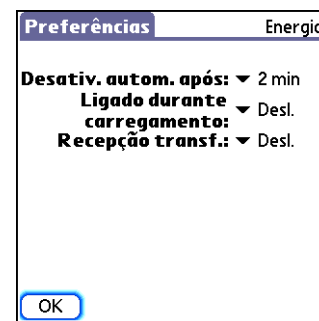 Preferências Energia
Desativ. autom. após: 2 min
Ligado durante
carregamento: Desl.
Recepção transf.: Desl.
OK